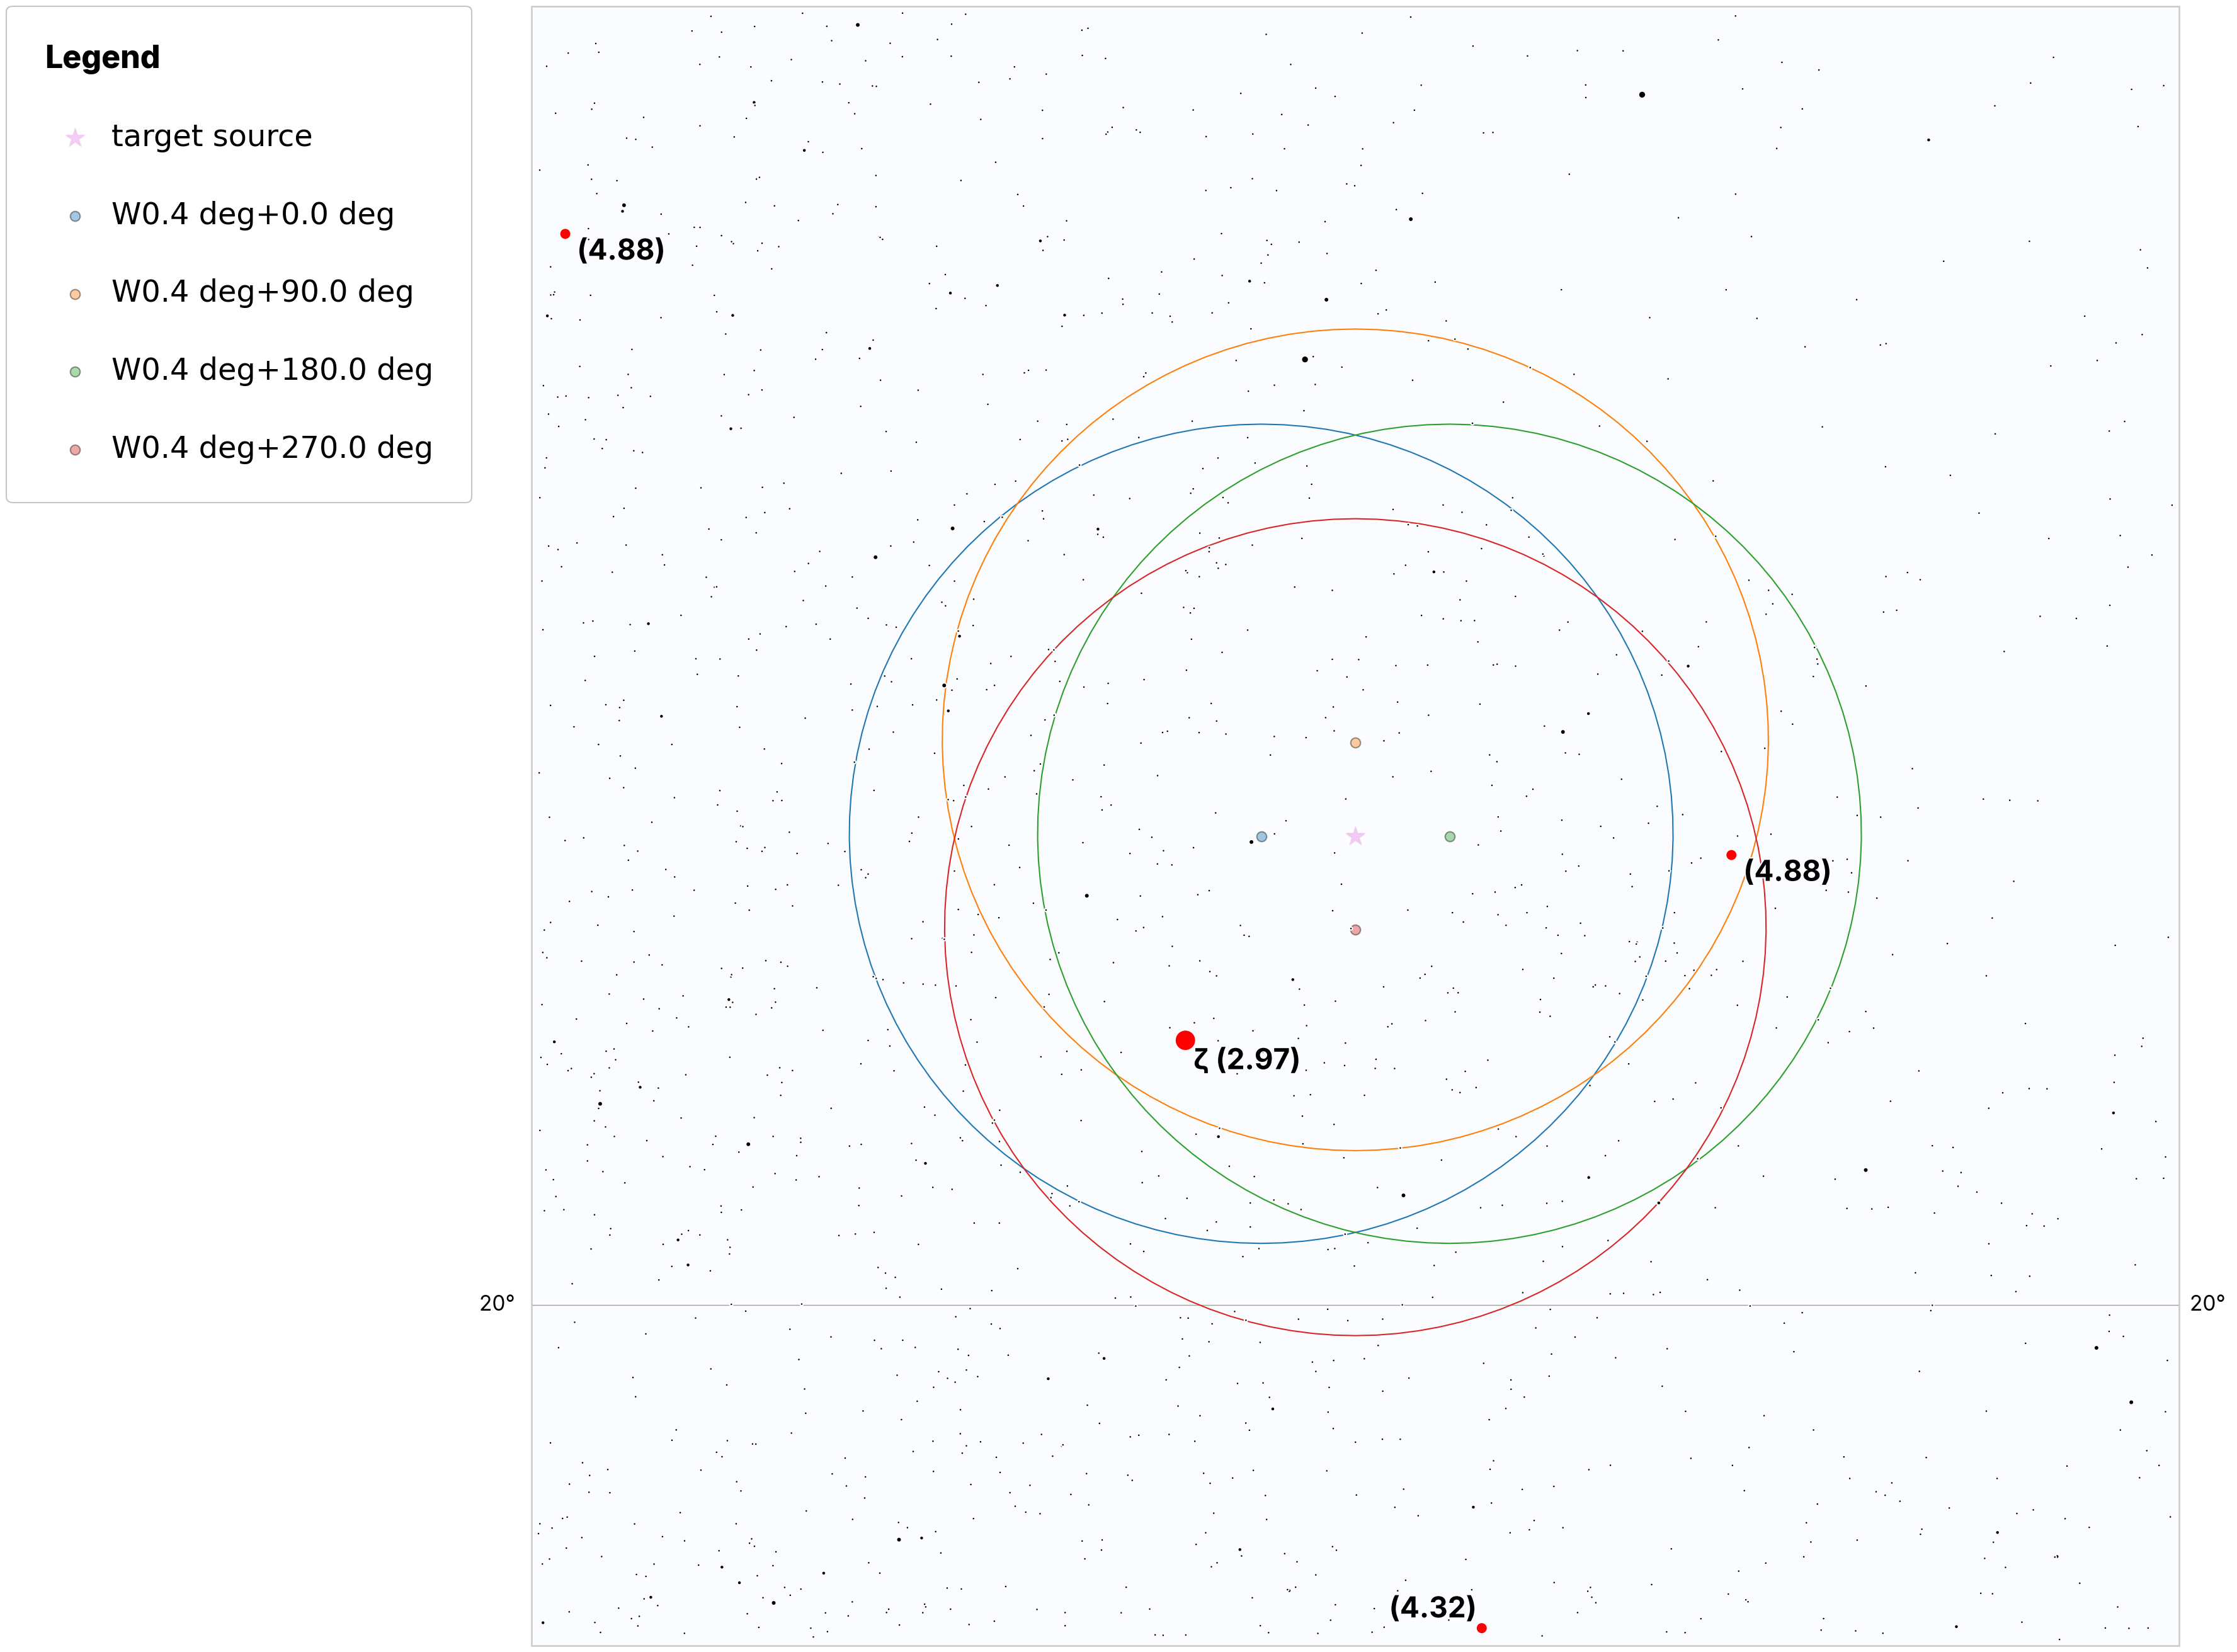 Legend
target source
W0.4 deg+0.0 deg
W0.4 deg+90.0 deg
W0.4 deg+180.0 deg
W0.4 deg+270.0 deg
(4.88)
(4.88)
ζ (2.97)
20°
20°
(4.32)